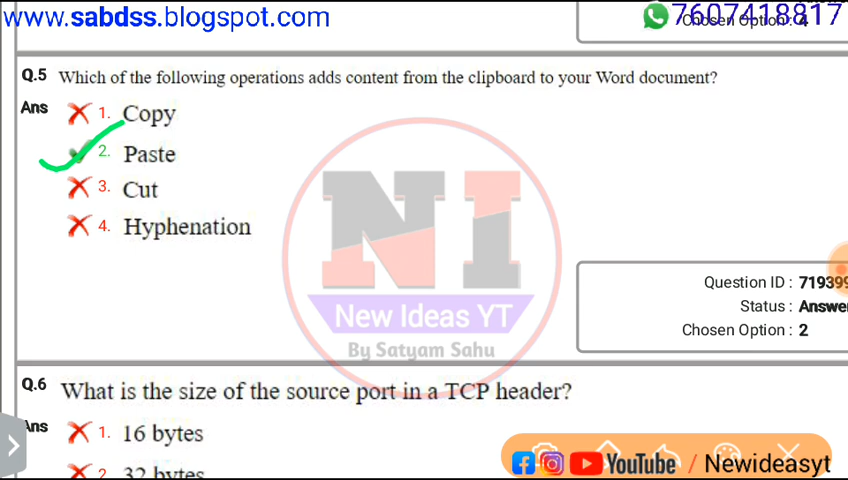 www.sabdss.blogspot.com
7607418817
Chosen Option : 4
Q.5 Which of the following operations adds content from the clipboard to your Word document?
Ans 1. Copy
2. Paste
3. Cut
4. Hyphenation
NI
New Ideas YT
By Satyam Sahu
Question ID : 719399
Status : Answe
Chosen Option : 2
Q.6 What is the size of the source port in a TCP header?
Ans 1. 16 bytes
2. 32 bytes
YouTube / Newideasyt